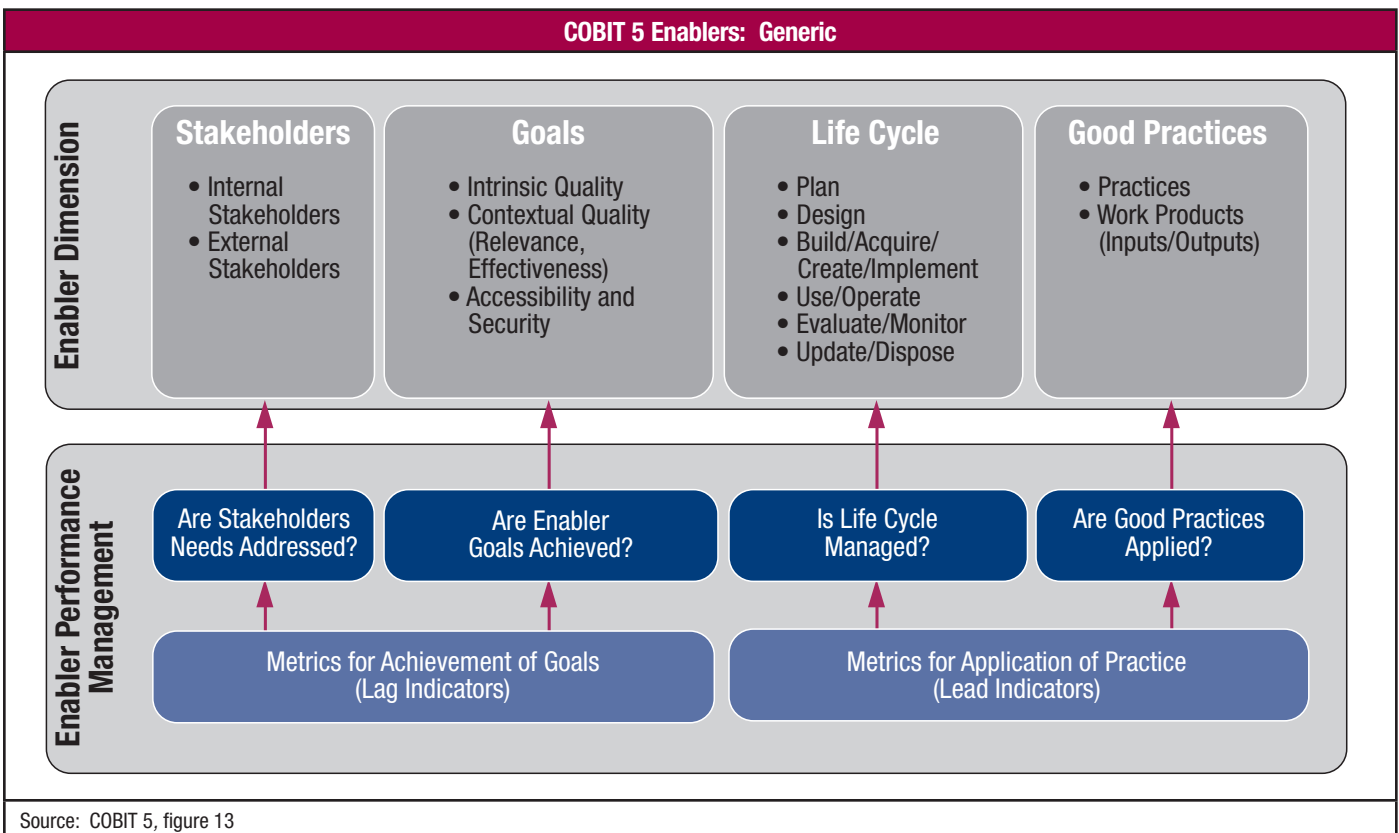 COBIT 5 Enablers:  Generic
Enabler Dimension
Stakeholders
• Internal
Stakeholders
• External
Stakeholders
Goals
• Intrinsic Quality
• Contextual Quality
(Relevance,
Effectiveness)
• Accessibility and
Security
Life Cycle
• Plan
• Design
• Build/Acquire/
Create/Implement
• Use/Operate
• Evaluate/Monitor
• Update/Dispose
Good Practices
• Practices
• Work Products
(Inputs/Outputs)
Enabler Performance
Management
Are Stakeholders
Needs Addressed?
Are Enabler
Goals Achieved?
Is Life Cycle
Managed?
Are Good Practices
Applied?
Metrics for Achievement of Goals
(Lag Indicators)
Metrics for Application of Practice
(Lead Indicators)
Source:  COBIT 5, figure 13